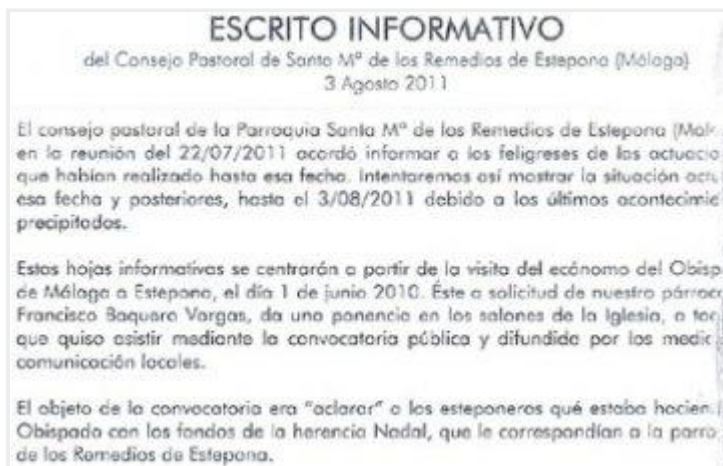 ESCRITO INFORMATIVO
del Consejo Pastoral de Santo Mª de los Remedios de Estepona (Málaga)
3 Agosto 2011
El consejo pastoral de la Parroquia Santa Mª de los Remedios de Estepona
en la reunión del 22/07/2011 acordó informar a los feligreses de las
que habían realizado hasta esa fecha. Intentaremos así mostrar la situación
esa fecha y posteriores, hasta el 3/08/2011 debido a los últimos
precipitados.
Estas hojas informativas se centrarán a partir de la visita del ecónomo del
de Málaga a Estepona, el día 1 de junio 2010. Éste a solicitud de nuestro
Francisco Baquero Vargas, da una ponencia en los salones de la Iglesia, a
que quiso asistir mediante la convocatoria pública y difundida por los
comunicación locales.
El objeto de la convocatoria era "aclarar" a los esteponeros qué estaba
Obispado con los fondos de la herencia Nadal, que le correspondían a la
de los Remedios de Estepona.